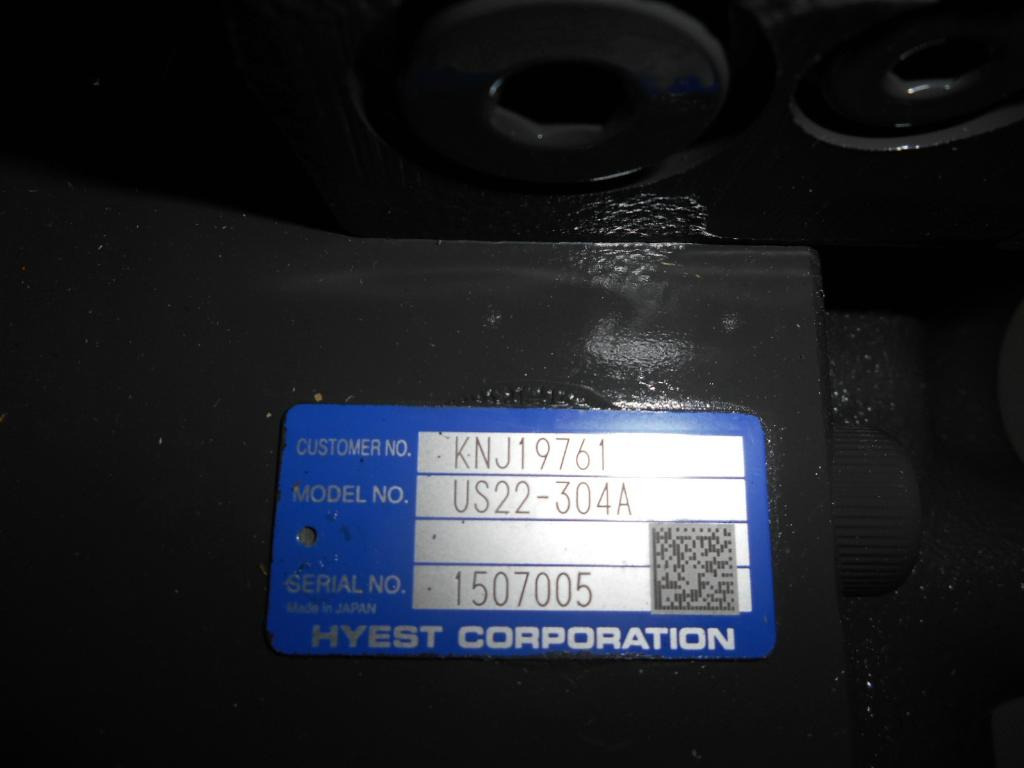 CUSTOMER NO. KNJ19761
MODEL NO. US22-304A
SERIAL NO. 1507005
Made in JAPAN
HYEST CORPORATION